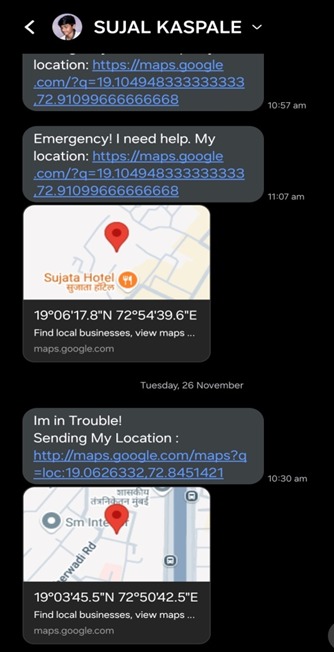 SUJAL KASPALE
location: https://maps.google
.com/?q=19.104948333333333
,72.91099666666668
10:57 am
Emergency! I need help. My
location: https://maps.google
.com/?q=19.104948333333333
,72.91099666666668
11:07 am
Sujata Hotel
सुजाता हॉटेल
19°06'17.8"N 72°54'39.6"E
Find local businesses, view maps ...
maps.google.com
Tuesday, 26 November
Im in Trouble!
Sending My Location :
http://maps.google.com/maps?q
=loc:19.0626332,72.8451421
10:30 am
शासकीय
तंत्रनिकेतन मुंबई
Sm Inte
erwadi Rd
19°03'45.5"N 72°50'42.5"E
Find local businesses, view maps ...
maps.google.com